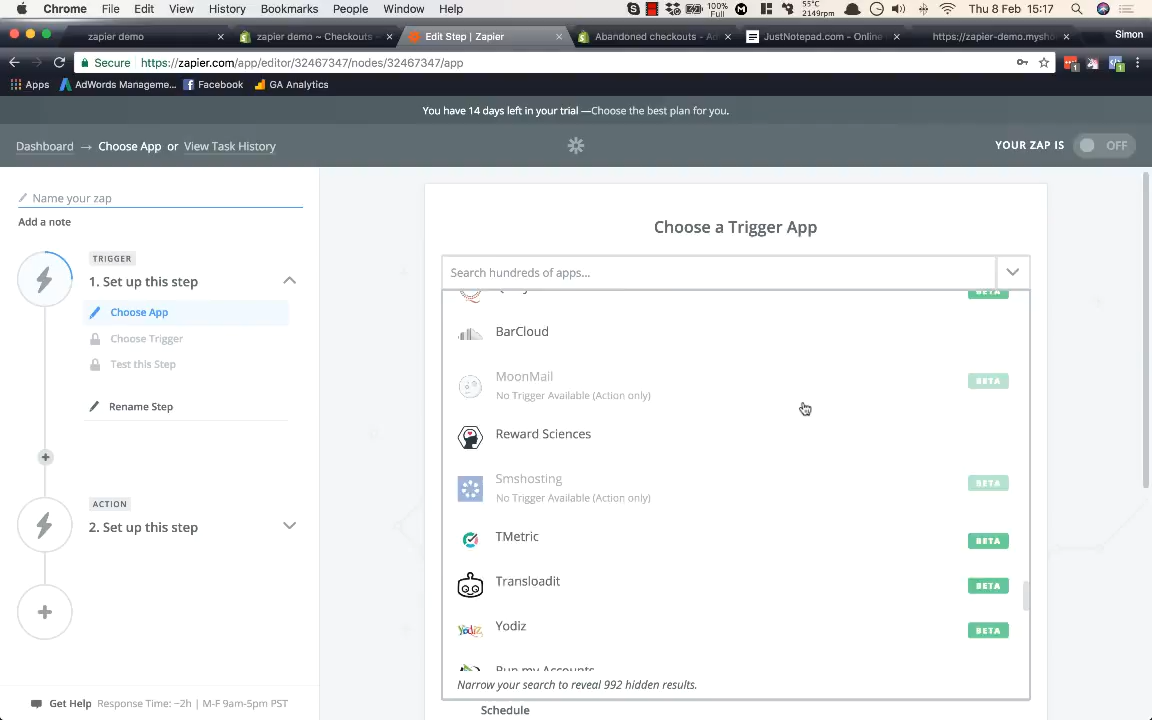 Chrome File Edit View History Bookmarks People Window Help 100% Full 55°C 2149rpm Thu 8 Feb 15:17
zapier demo × zapier demo ~ Checkouts × Edit Step | Zapier × Abandoned checkouts - Ad × JustNotepad.com - Online × https://zapier-demo.mysho × Simon
Secure https://zapier.com/app/editor/32467347/nodes/32467347/app
Apps AdWords Manageme... Facebook GA Analytics
You have 14 days left in your trial —Choose the best plan for you.
Dashboard → Choose App or View Task History YOUR ZAP IS OFF
Name your zap
Add a note
TRIGGER
1. Set up this step
Choose App
Choose Trigger
Test this Step
Rename Step
ACTION
2. Set up this step
Get Help Response Time: ~2h | M-F 9am-5pm PST
Choose a Trigger App
Search hundreds of apps...
BETA
BarCloud
MoonMail BETA
No Trigger Available (Action only)
Reward Sciences
Smshosting BETA
No Trigger Available (Action only)
TMetric BETA
Transloadit BETA
Yodiz BETA
Run my Accounts
Narrow your search to reveal 992 hidden results.
Schedule